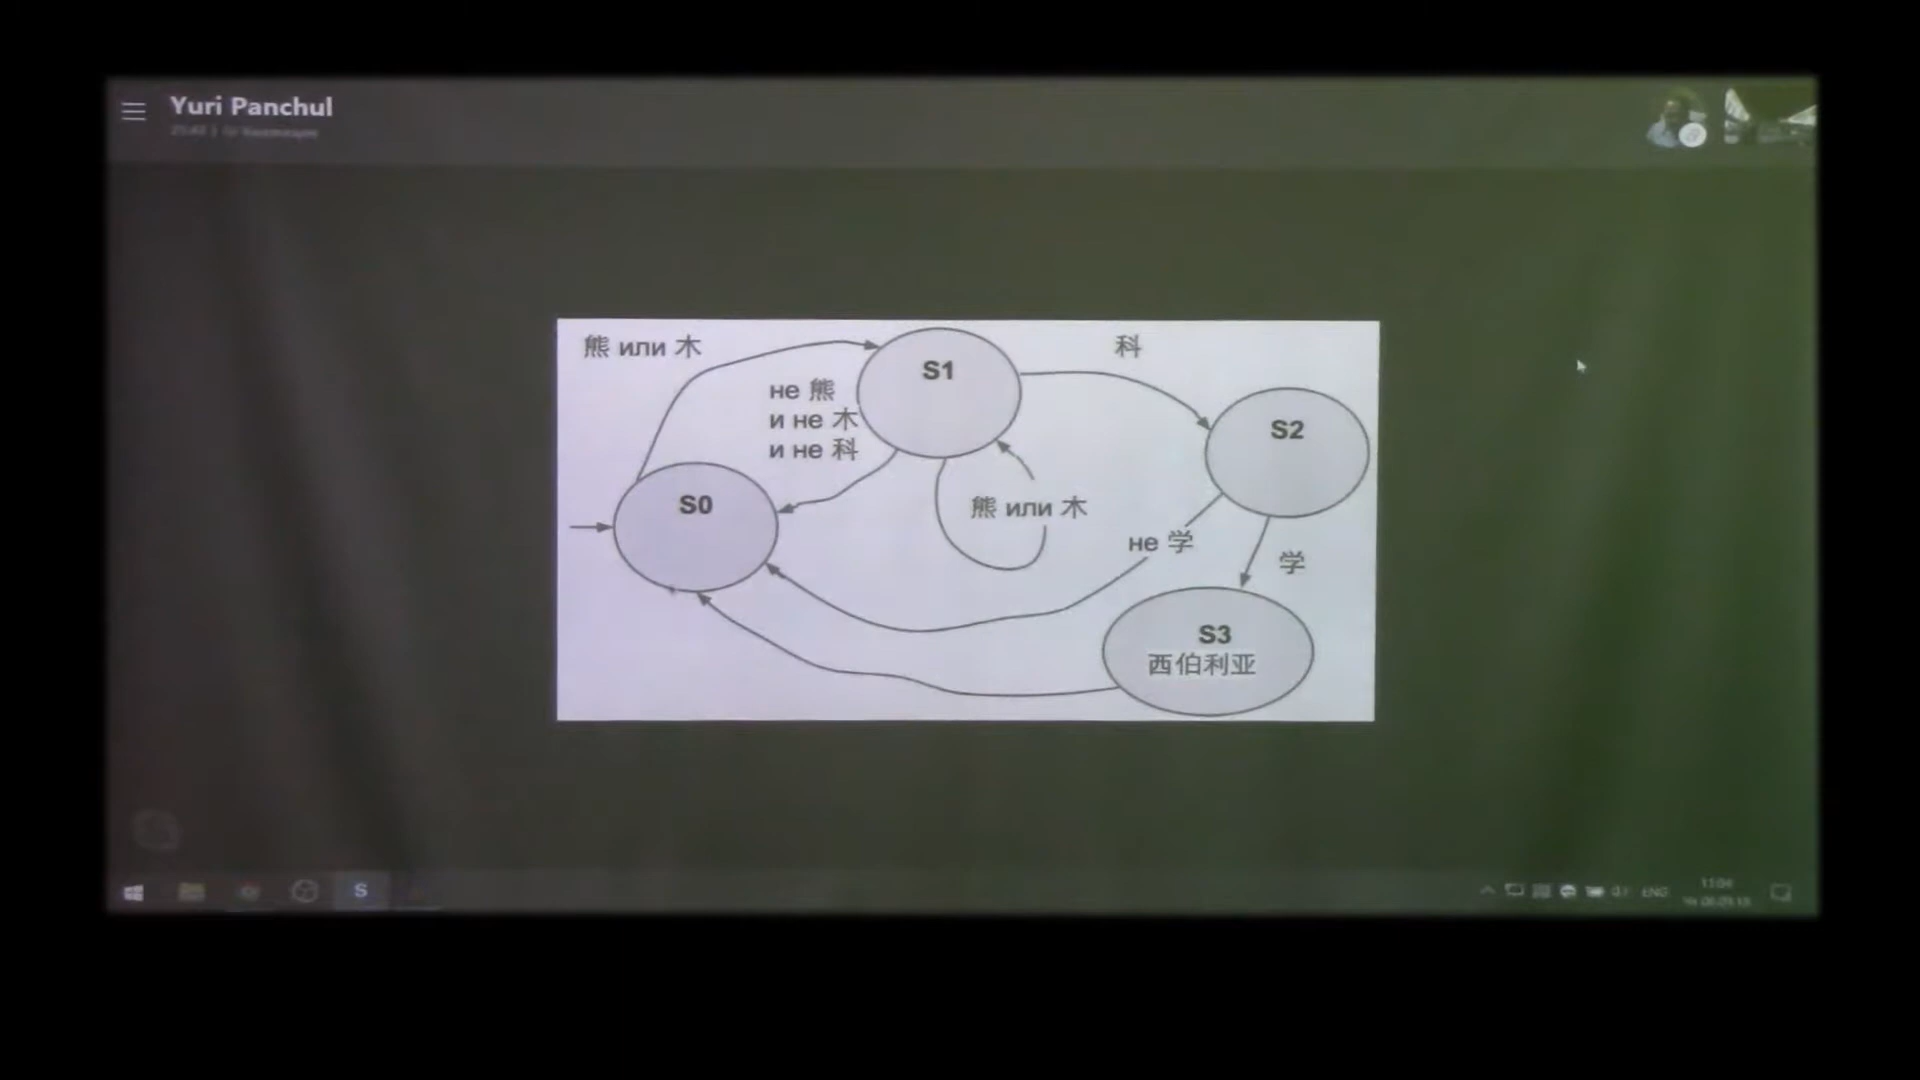 Yuri Panchul
熊 или 木
S1
科
не 熊
и не 木
и не 科
S2
S0
熊 или 木
не 学
学
S3
西伯利亚
S
ENG